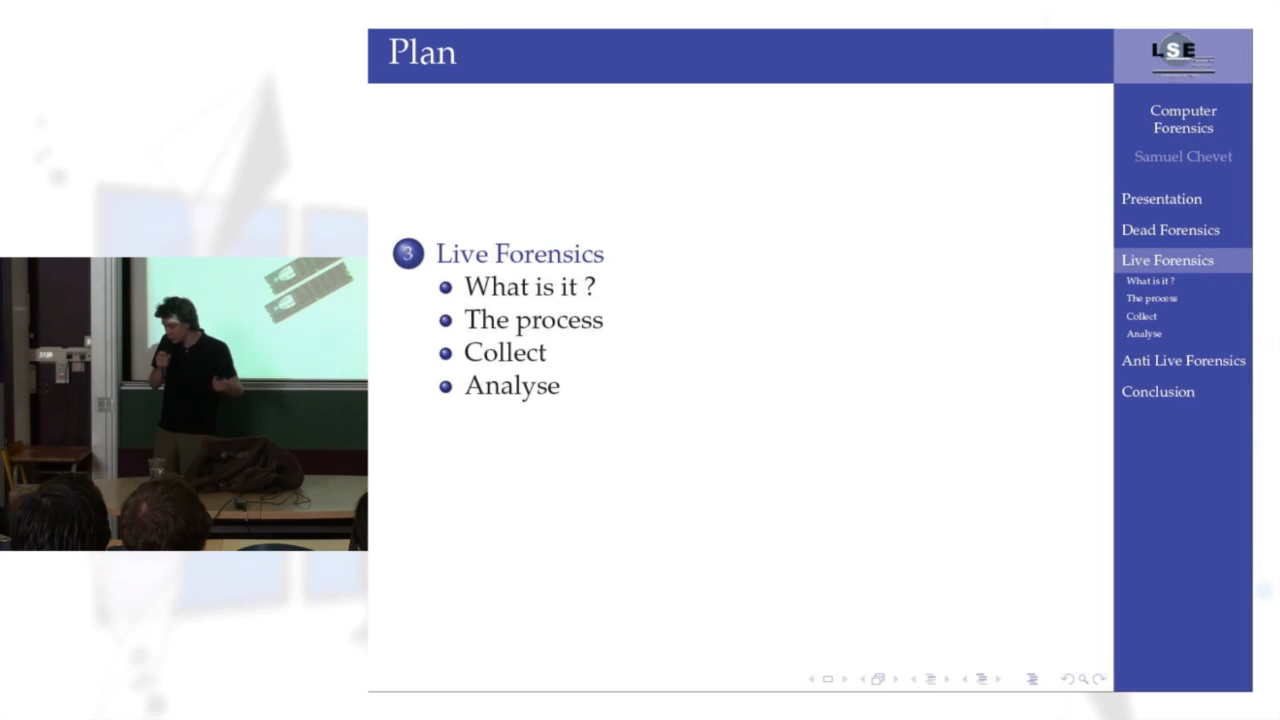 Plan
3 Live Forensics
What is it ?
The process
Collect
Analyse
LSE
Computer
Forensics
Samuel Chevet
Presentation
Dead Forensics
Live Forensics
What is it ?
The process
Collect
Analyse
Anti Live Forensics
Conclusion